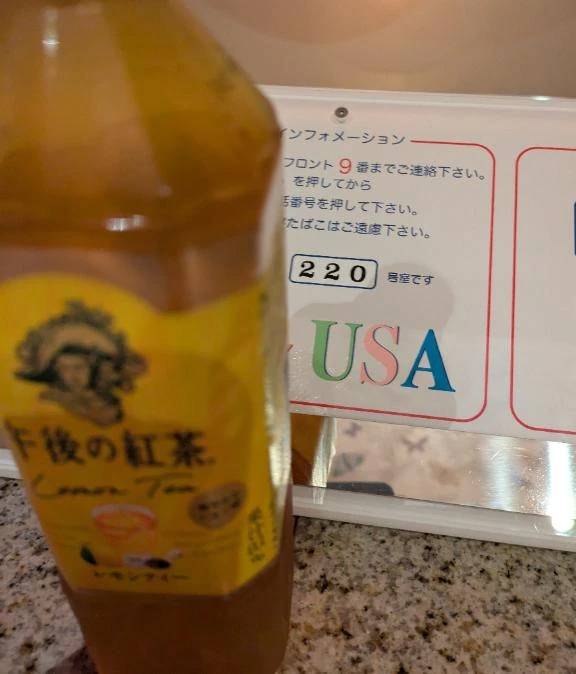 午後の紅茶
Lemon Tea
レモンティー
インフォメーション
フロント9番までご連絡下さい。
を押してから
話番号を押して下さい。
たばこはご遠慮下さい。
220 号室です
USA